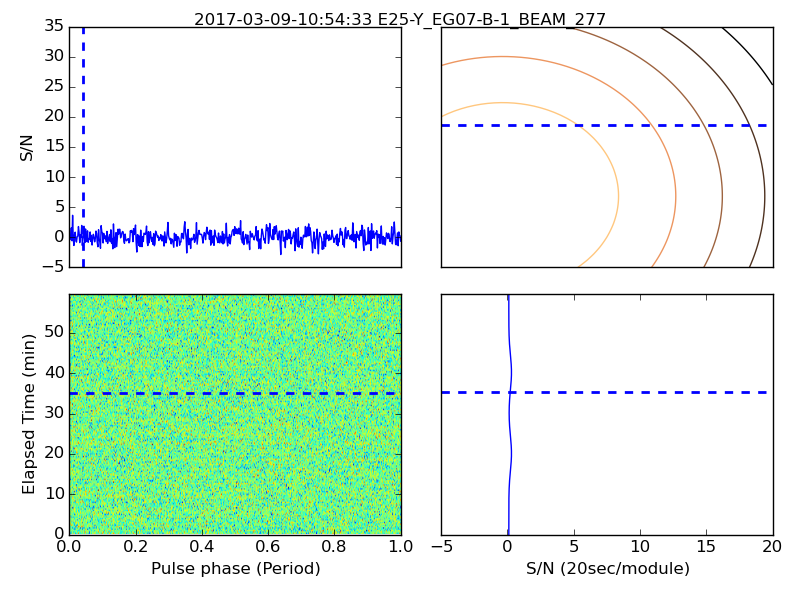 2017-03-09-10:54:33 E25-Y_EG07-B-1_BEAM_277
35
30
25
20
15
10
5
0
−5
S/N
50
40
30
20
10
0
Elapsed Time (min)
0.0 0.2 0.4 0.6 0.8 1.0
Pulse phase (Period)
−5 0 5 10 15 20
S/N (20sec/module)